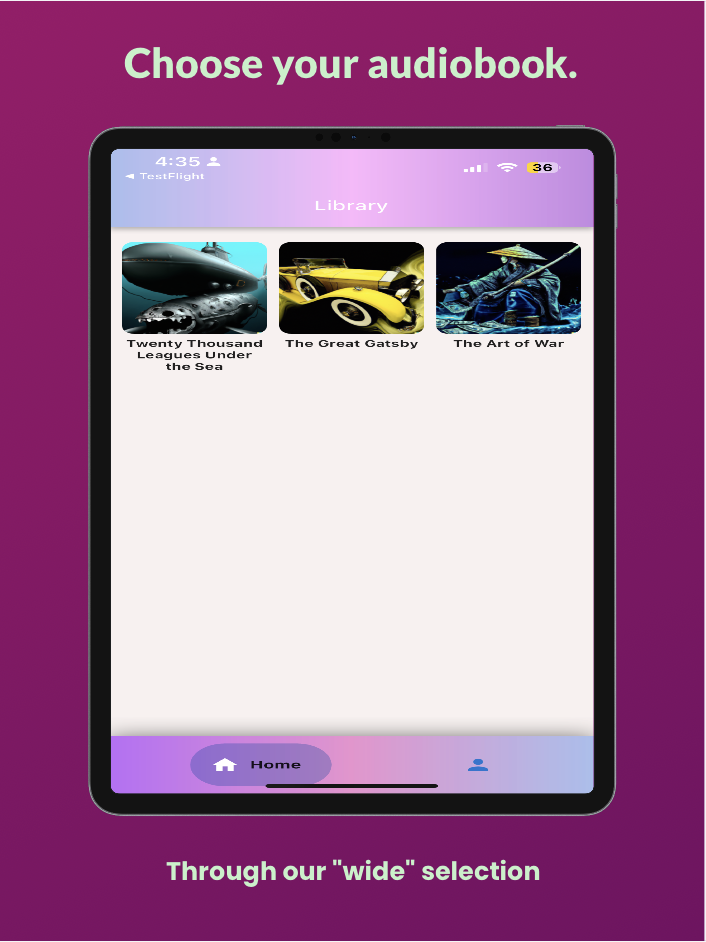 Choose your audiobook.
4:35
36
◀ TestFlight
Library
Twenty Thousand
Leagues Under
the Sea
The Great Gatsby
The Art of War
Home
Through our "wide" selection